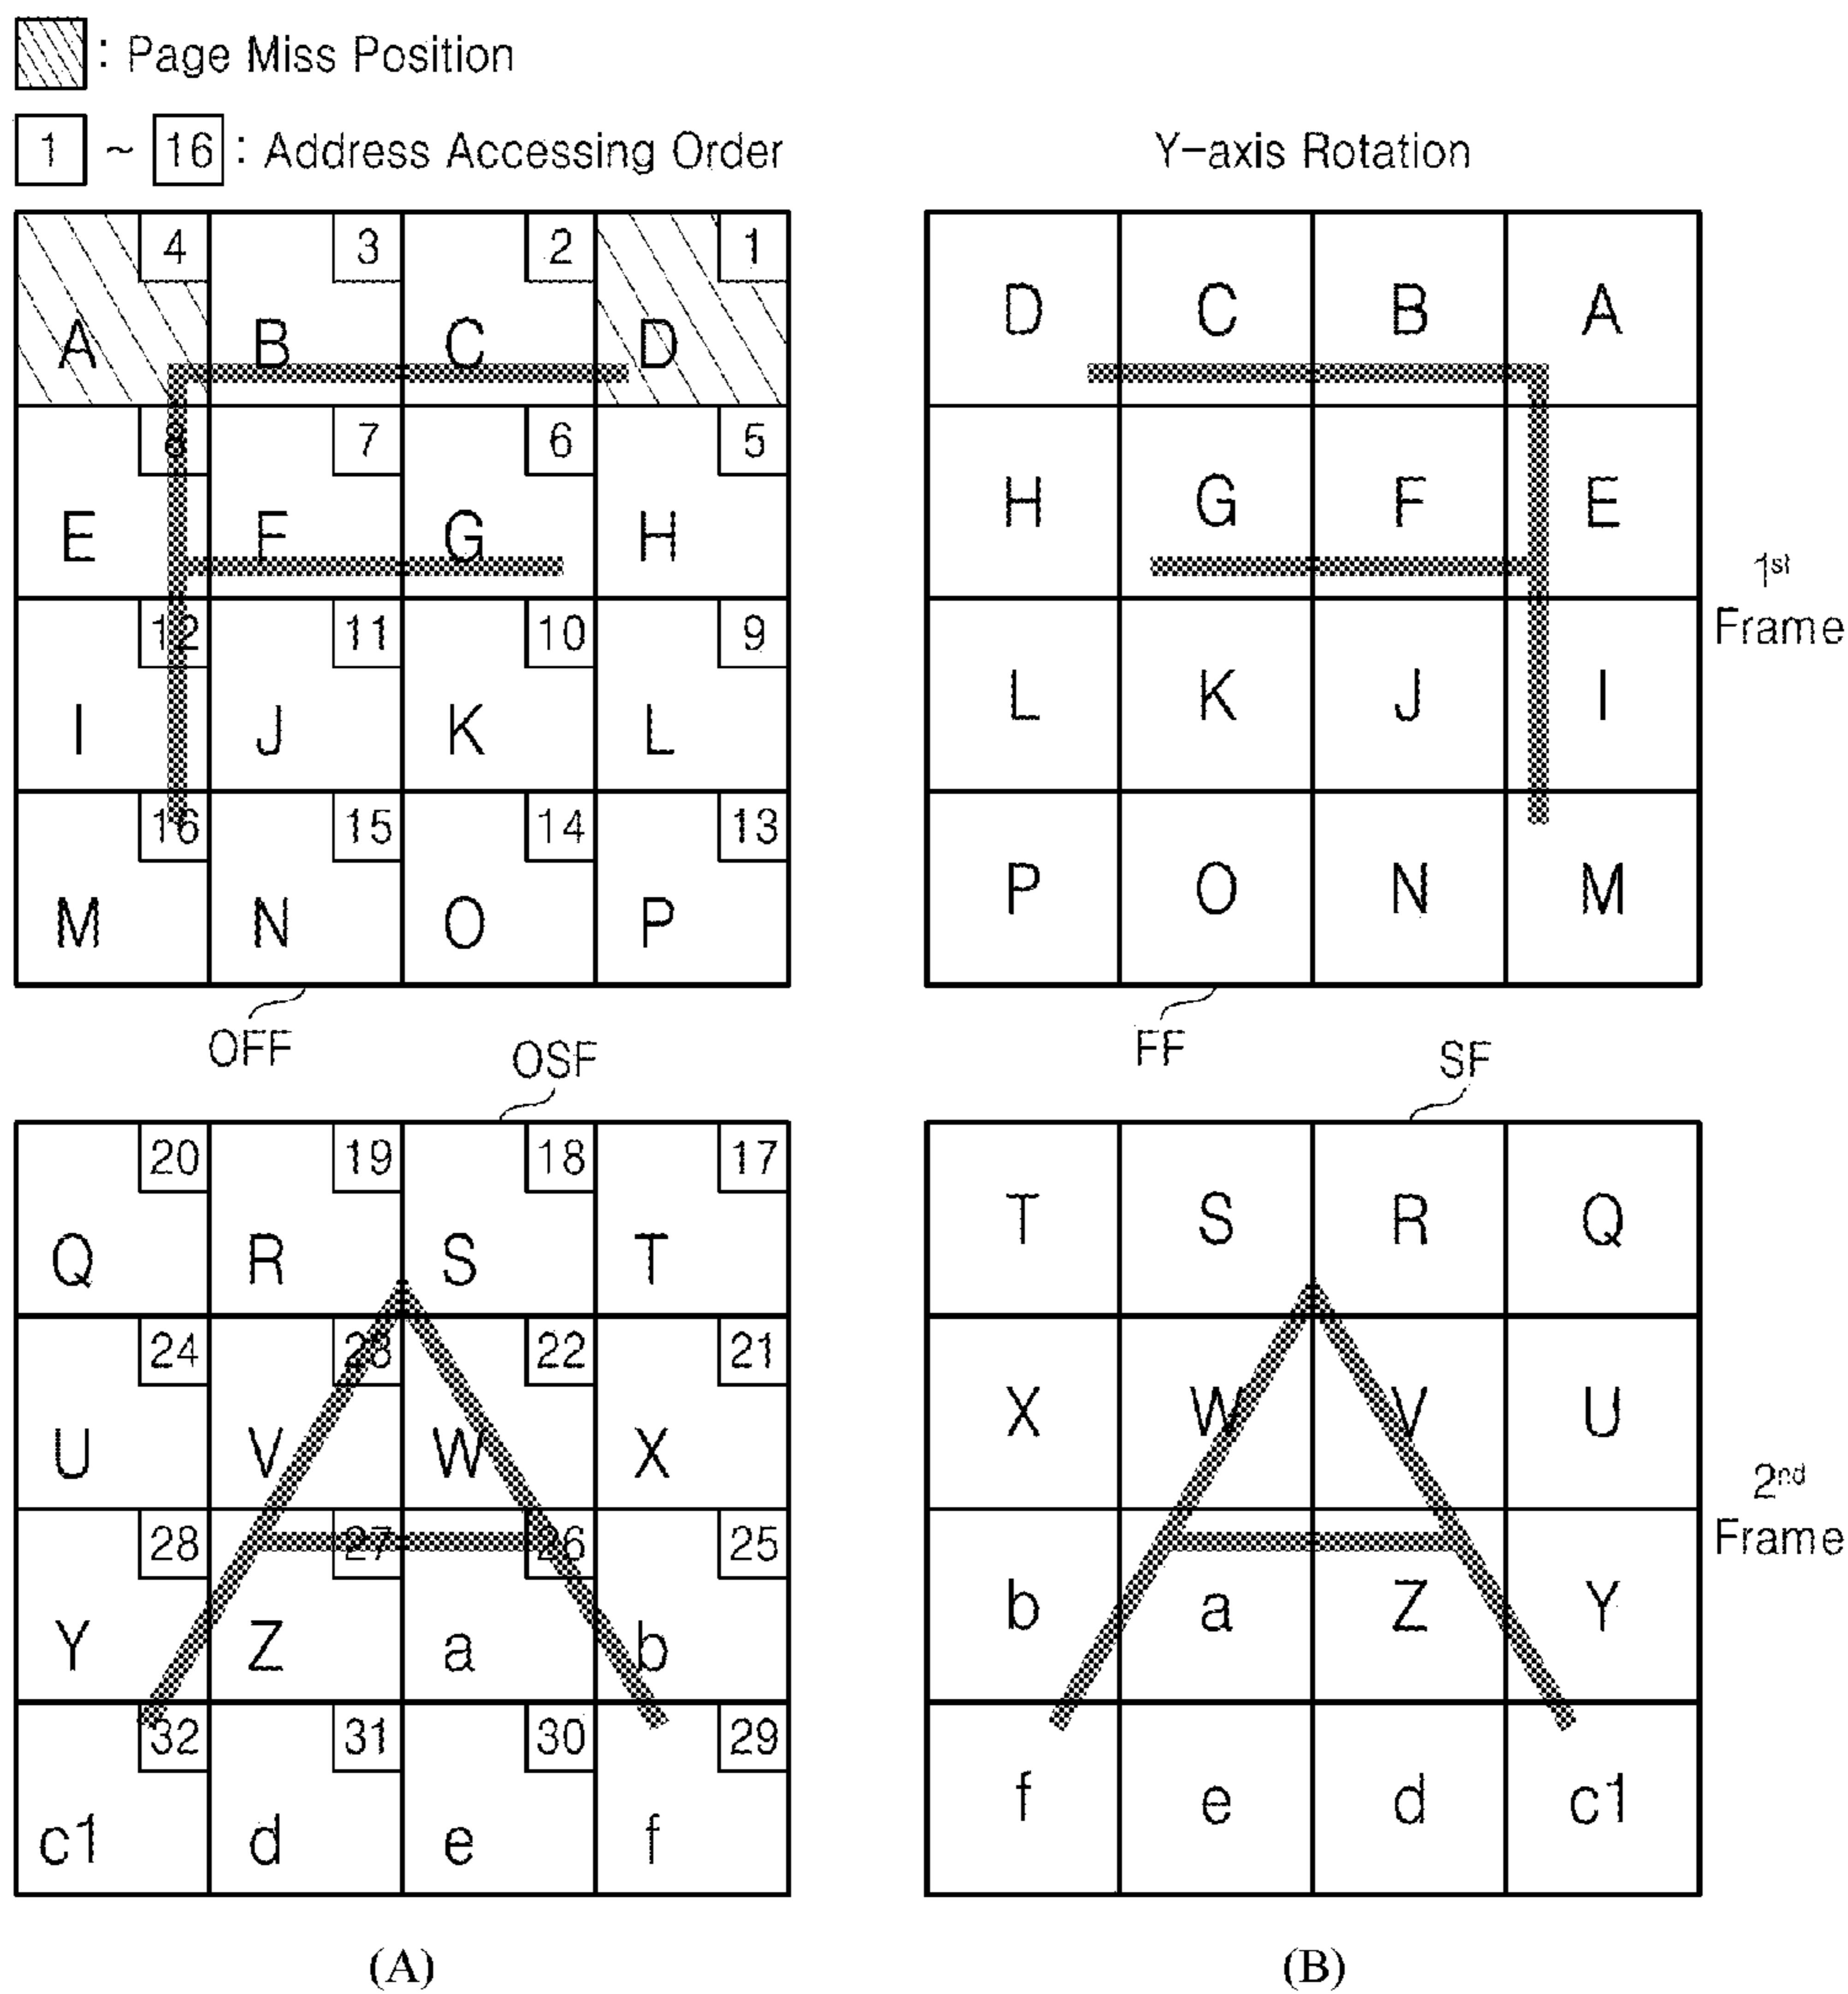 : Page Miss Position
1 ~ 16 : Address Accessing Order
Y-axis Rotation
4 3 2 1
A B C D
8 7 6 5
E F G H
12 11 10 9
I J K L
16 15 14 13
M N O P
OFF
D C B A
H G F E
L K J I
P O N M
FF
1st
Frame
OSF
20 19 18 17
Q R S T
24 23 22 21
U V W X
28 27 26 25
Y Z a b
32 31 30 29
c1 d e f
(A)
SF
T S R Q
X W V U
b a Z Y
f e d c1
2nd
Frame
(B)